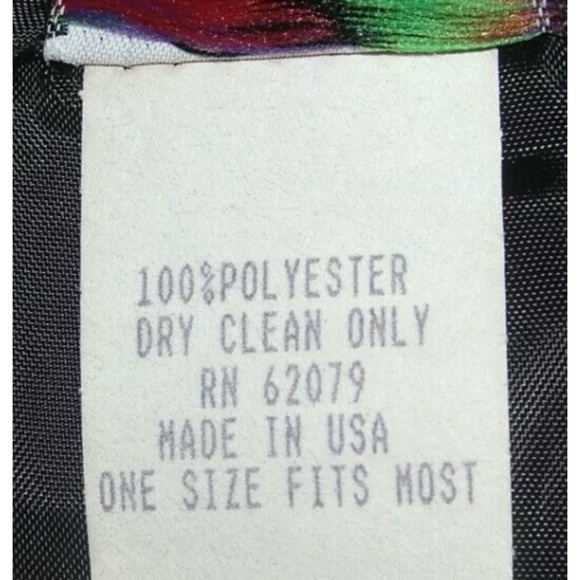 100%POLYESTER
DRY CLEAN ONLY
RN 62079
MADE IN USA
ONE SIZE FITS MOST